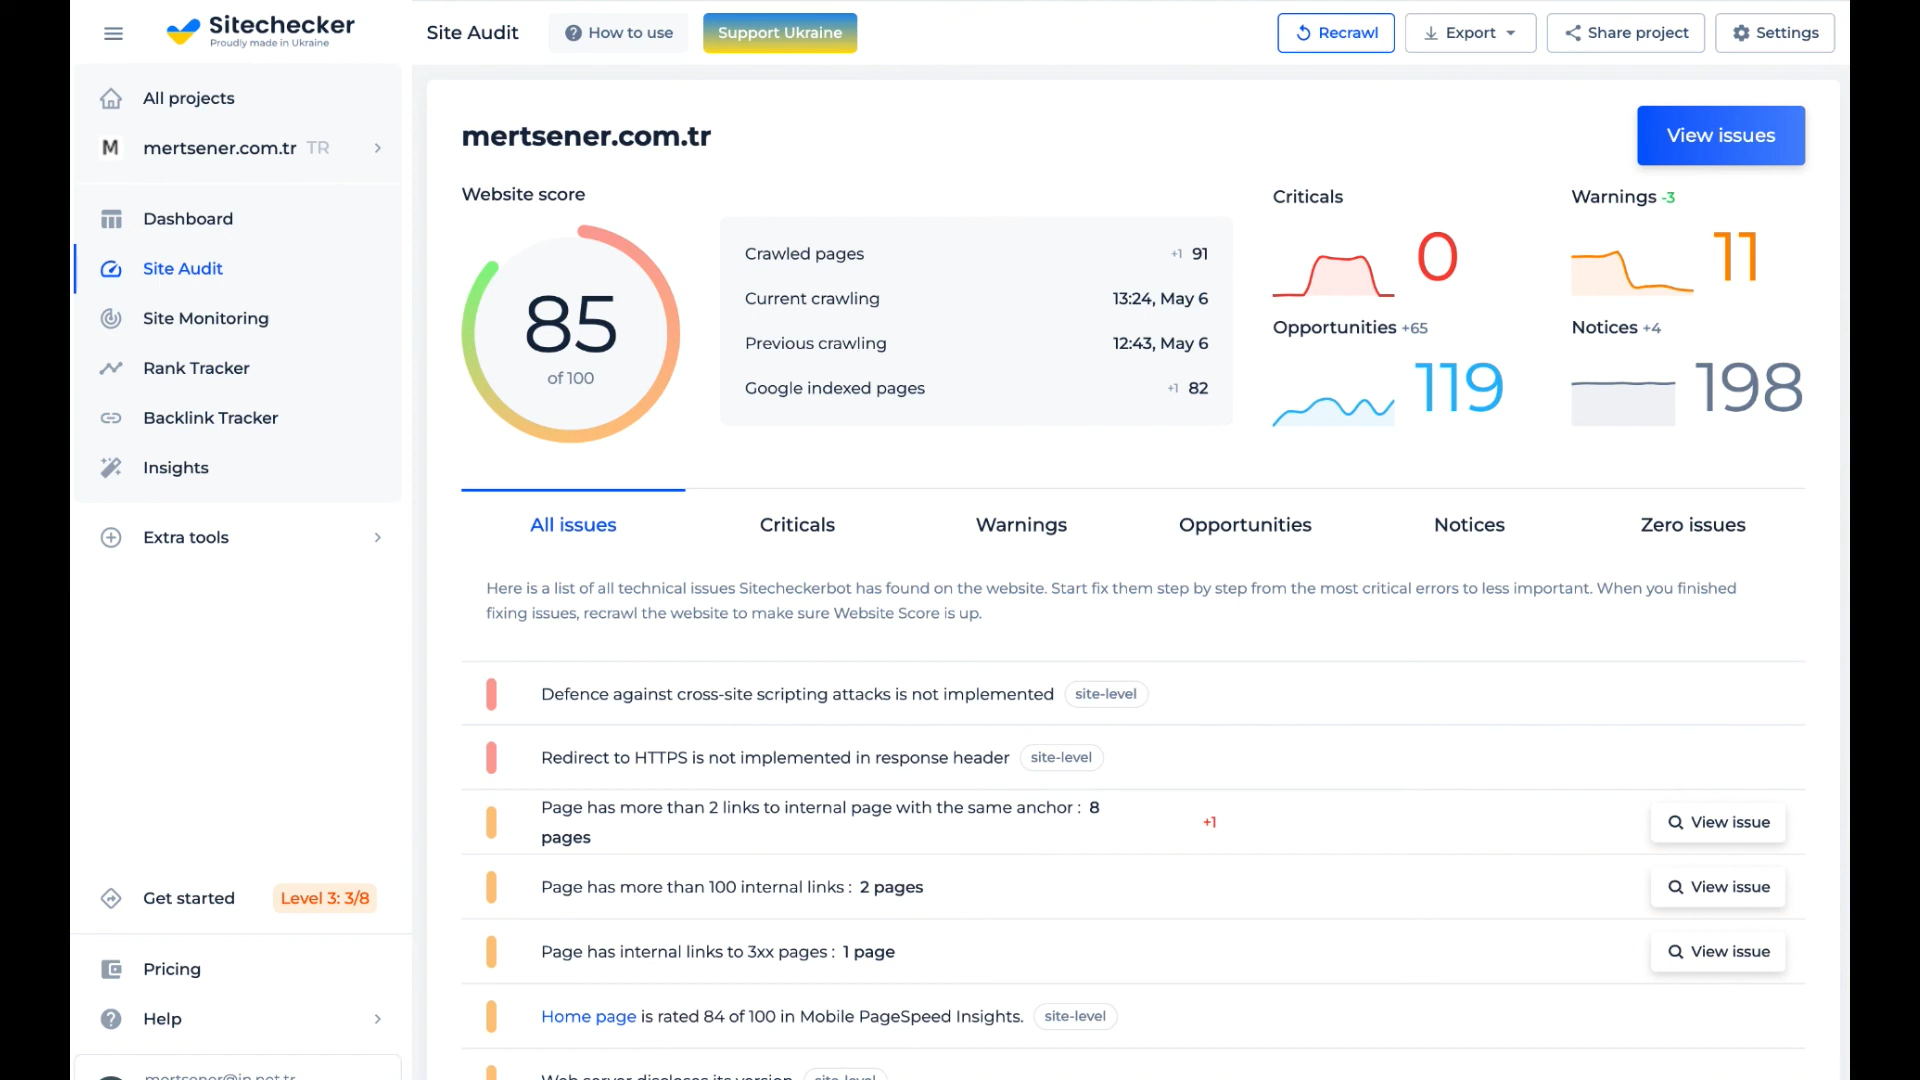 Sitechecker
Proudly made in Ukraine
Site Audit
How to use
Support Ukraine
Recrawl
Export
Share project
Settings
All projects
M mertsener.com.tr TR
Dashboard
Site Audit
Site Monitoring
Rank Tracker
Backlink Tracker
Insights
Extra tools
Get started Level 3: 3/8
Pricing
Help
mertsener.com.tr
View issues
Website score
85
of 100
Crawled pages +1 91
Current crawling 13:24, May 6
Previous crawling 12:43, May 6
Google indexed pages +1 82
Criticals
0
Warnings -3
11
Opportunities +65
119
Notices +4
198
All issues
Criticals
Warnings
Opportunities
Notices
Zero issues
Here is a list of all technical issues Sitecheckerbot has found on the website. Start fix them step by step from the most critical errors to less important. When you finished
fixing issues, recrawl the website to make sure Website Score is up.
Defence against cross-site scripting attacks is not implemented site-level
Redirect to HTTPS is not implemented in response header site-level
Page has more than 2 links to internal page with the same anchor : 8
pages
+1
View issue
Page has more than 100 internal links : 2 pages
View issue
Page has internal links to 3xx pages : 1 page
View issue
Home page is rated 84 of 100 in Mobile PageSpeed Insights. site-level
Web server discloses its version site-level